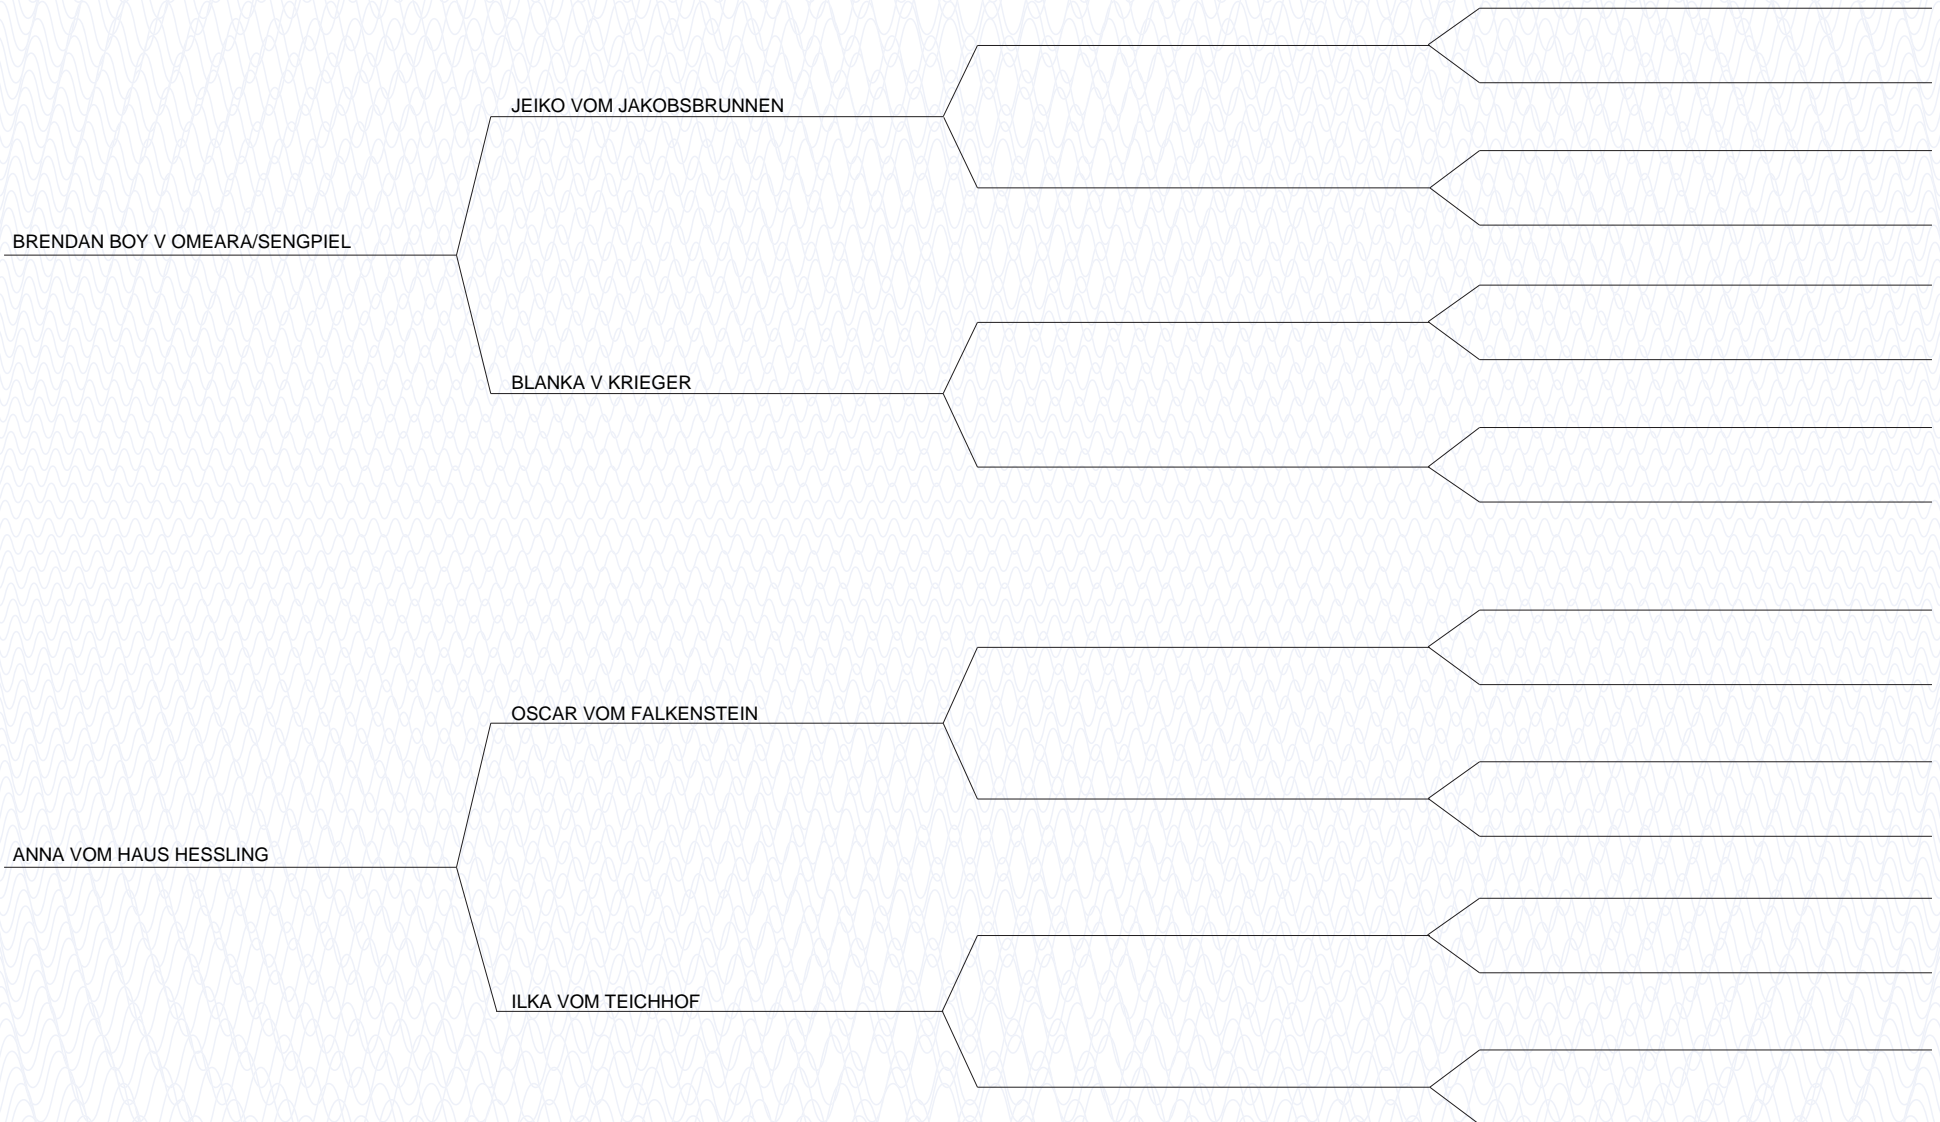 JEIKO VOM JAKOBSBRUNNEN
BRENDAN BOY V OMEARA/SENGPIEL
BLANKA V KRIEGER
OSCAR VOM FALKENSTEIN
ANNA VOM HAUS HESSLING
ILKA VOM TEICHHOF